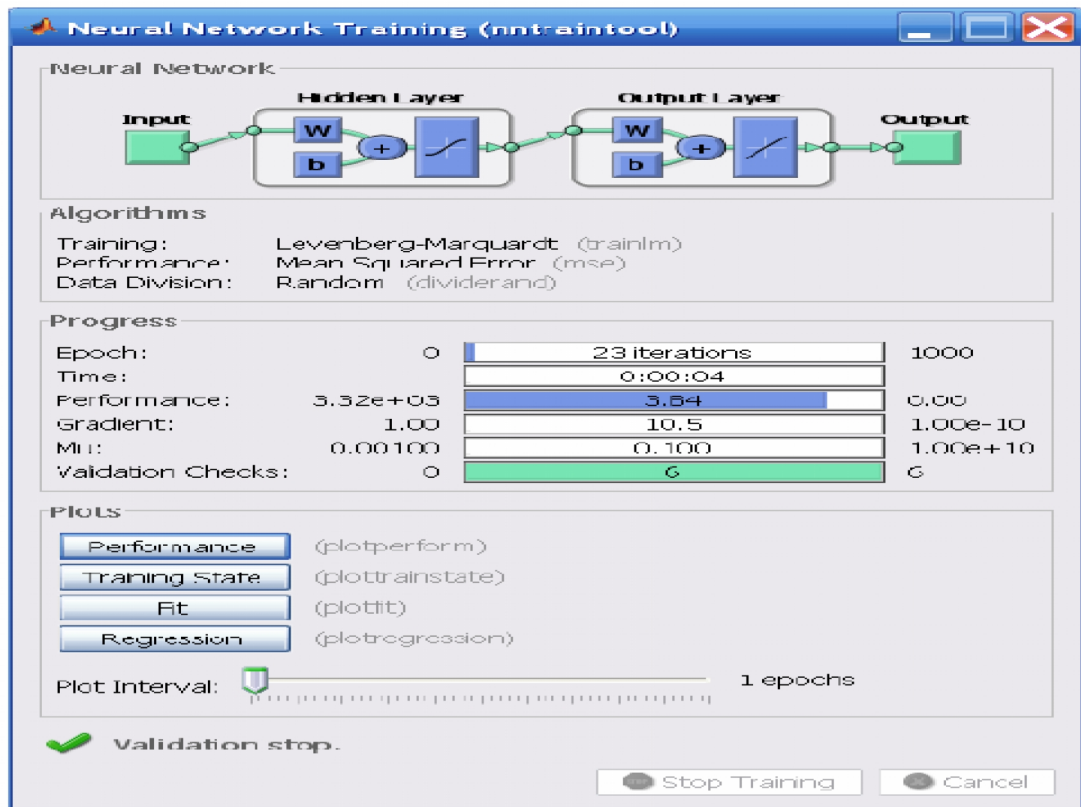 Neural Network Training (nntraintool)
Neural Network
Hidden Layer
Output Layer
Input
Output
W
b
+
W
b
+
Algorithms
Training: Levenberg-Marquardt (trainlm)
Performance: Mean Squared Error (mse)
Data Division: Random (dividerand)
Progress
Epoch: 0 23 iterations 1000
Time: 0:00:04
Performance: 3.32e+03 3.84 0.00
Gradient: 1.00 10.5 1.00e-10
Mu: 0.00100 0.100 1.00e+10
Validation Checks: 0 6 6
Plots
Performance (plotperform)
Training State (plottrainstate)
Fit (plotfit)
Regression (plotregression)
Plot Interval: 1 epochs
Validation stop.
Stop Training Cancel